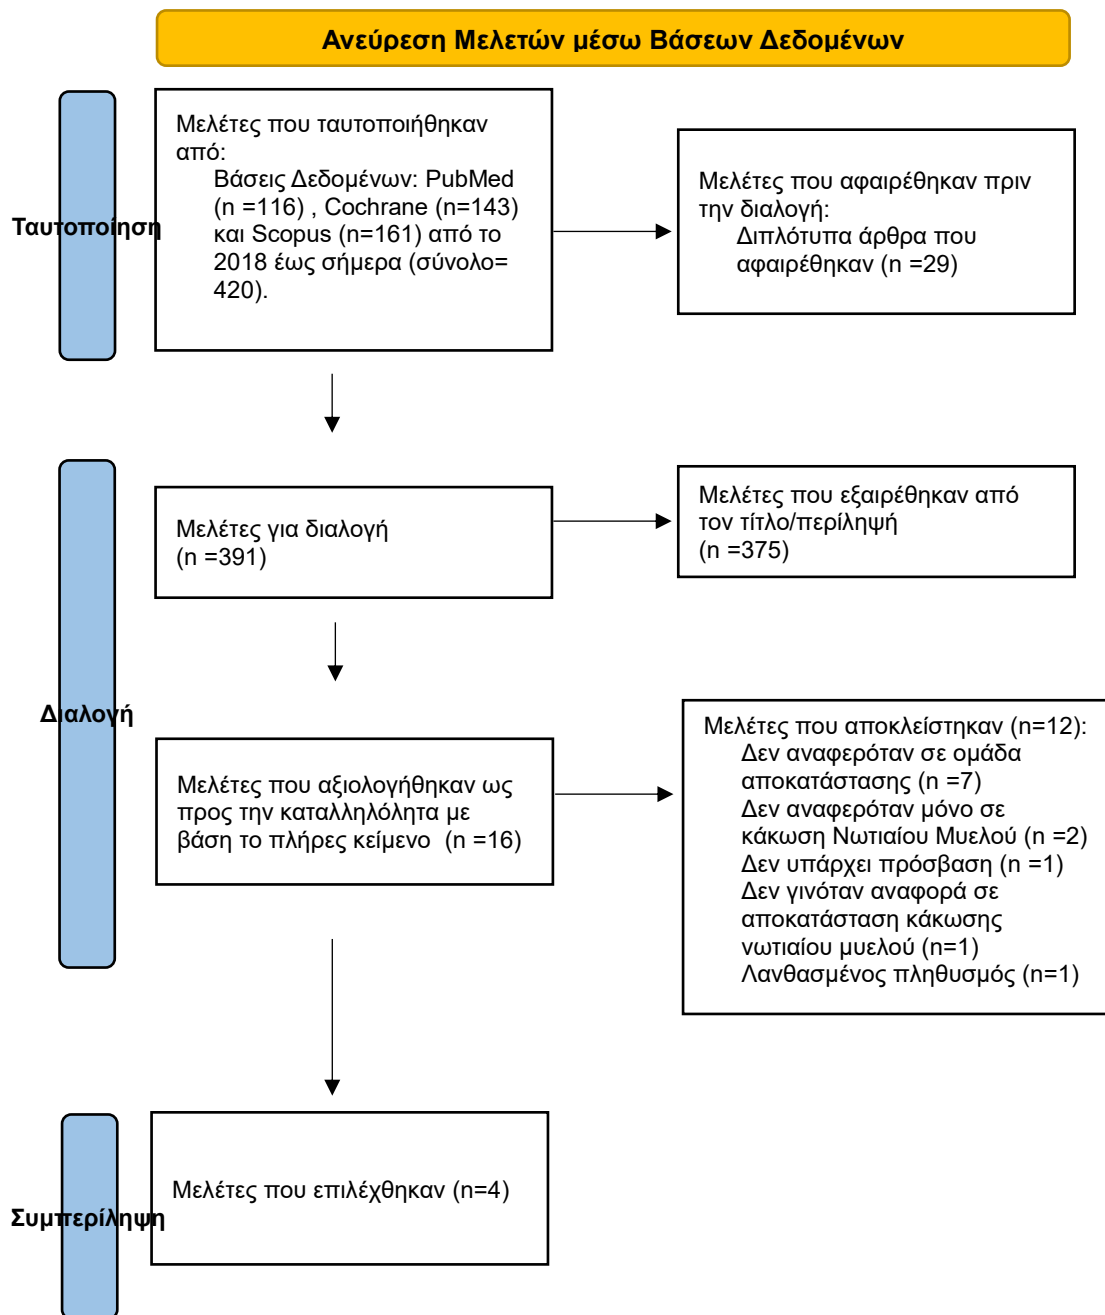 Ανεύρεση Μελετών μέσω Βάσεων Δεδομένων
Ταυτοποίηση
Μελέτες που ταυτοποιήθηκαν
από:
Βάσεις Δεδομένων: PubMed
(n =116) , Cochrane (n=143)
και Scopus (n=161) από το
2018 έως σήμερα (σύνολο=
420).
Μελέτες που αφαιρέθηκαν πριν
την διαλογή:
Διπλότυπα άρθρα που
αφαιρέθηκαν (n =29)
Διαλογή
Μελέτες για διαλογή
(n =391)
Μελέτες που εξαιρέθηκαν από
τον τίτλο/περίληψή
(n =375)
Μελέτες που αξιολογήθηκαν ως
προς την καταλληλόλητα με
βάση το πλήρες κείμενο  (n =16)
Μελέτες που αποκλείστηκαν (n=12):
Δεν αναφερόταν σε ομάδα
αποκατάστασης (n =7)
Δεν αναφερόταν μόνο σε
κάκωση Νωτιαίου Μυελού (n =2)
Δεν υπάρχει πρόσβαση (n =1)
Δεν γινόταν αναφορά σε
αποκατάσταση κάκωσης
νωτιαίου μυελού (n=1)
Λανθασμένος πληθυσμός (n=1)
Συμπερίληψη
Μελέτες που επιλέχθηκαν (n=4)